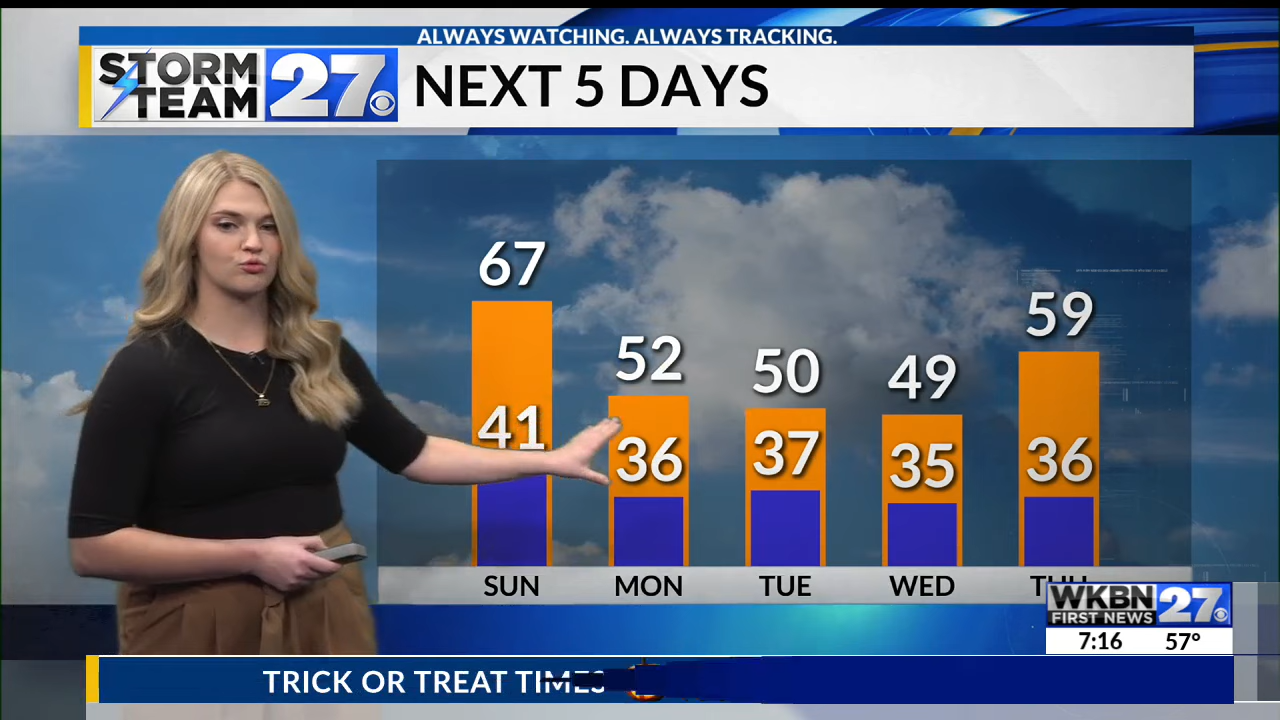 ALWAYS WATCHING. ALWAYS TRACKING.
STORM TEAM 27
NEXT 5 DAYS
67 52 50 49 59
41 36 37 35 36
SUN MON TUE WED THU
WKBN 27
FIRST NEWS
7:16 57°
TRICK OR TREAT TIMES